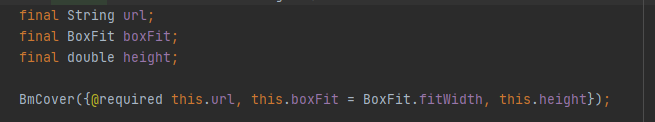 final String url;
final BoxFit boxFit;
final double height;
BmCover({@required this.url, this.boxFit = BoxFit.fitWidth, this.height});